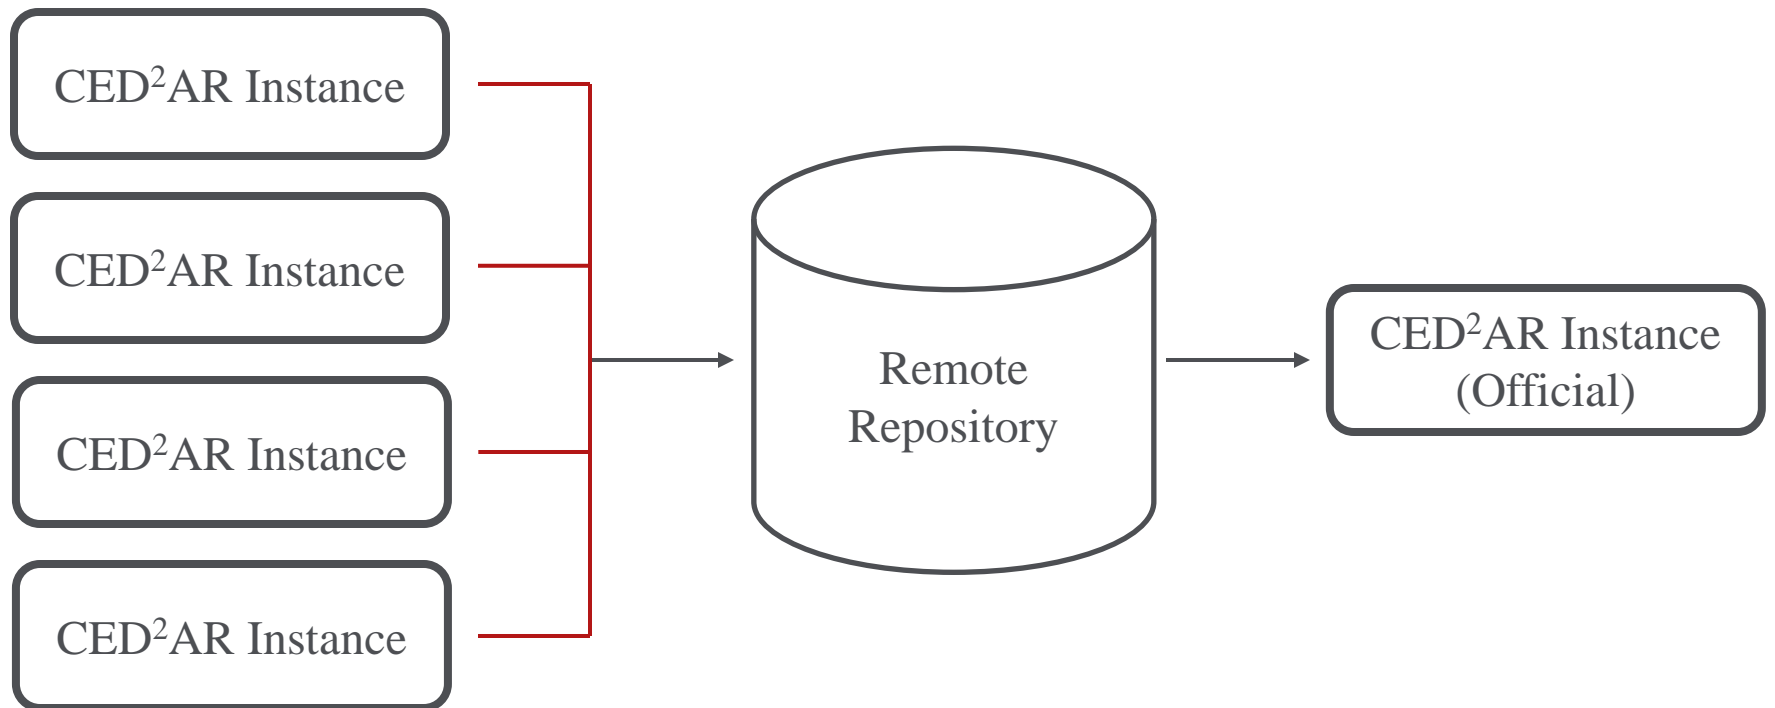 CED²AR Instance
CED²AR Instance
CED²AR Instance
CED²AR Instance
Remote
Repository
CED²AR Instance
(Official)